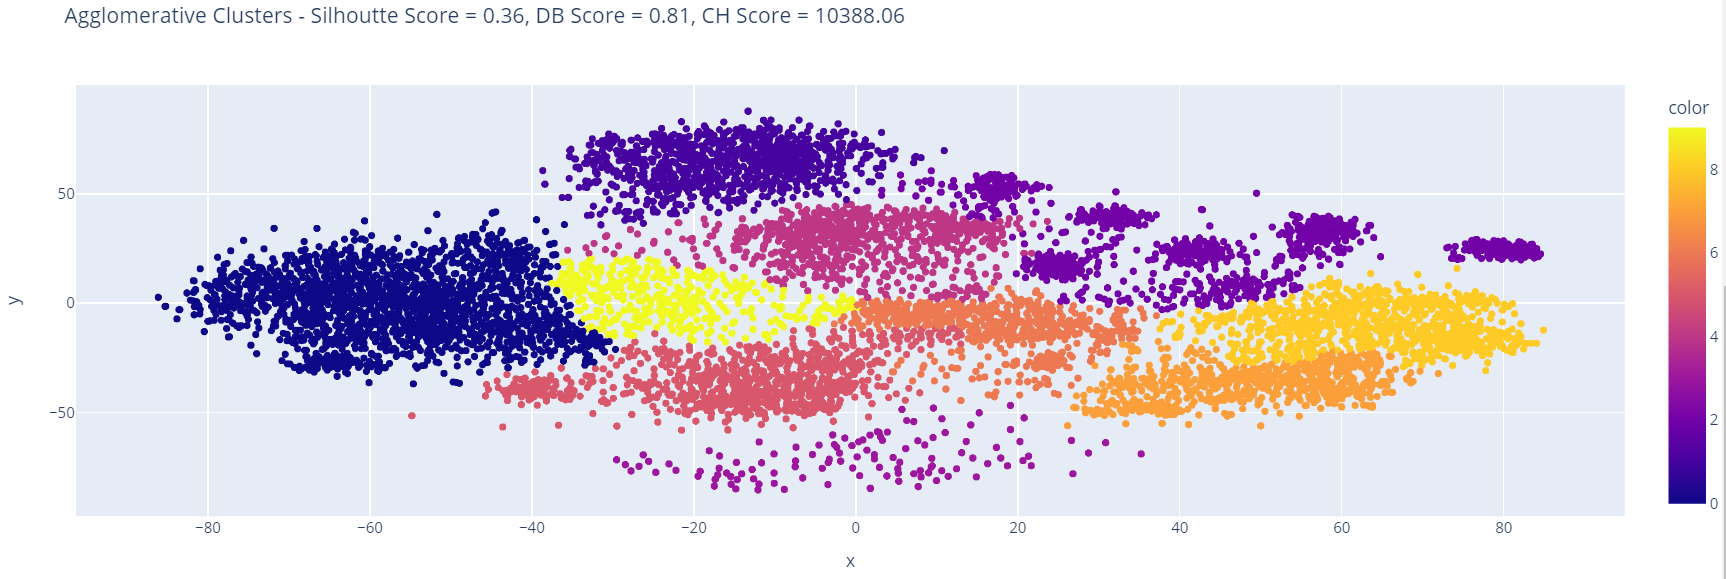 Agglomerative Clusters - Silhoutte Score = 0.36, DB Score = 0.81, CH Score = 10388.06
color
8
6
4
2
0
50
0
−50
y
−80 −60 −40 −20 0 20 40 60 80
x